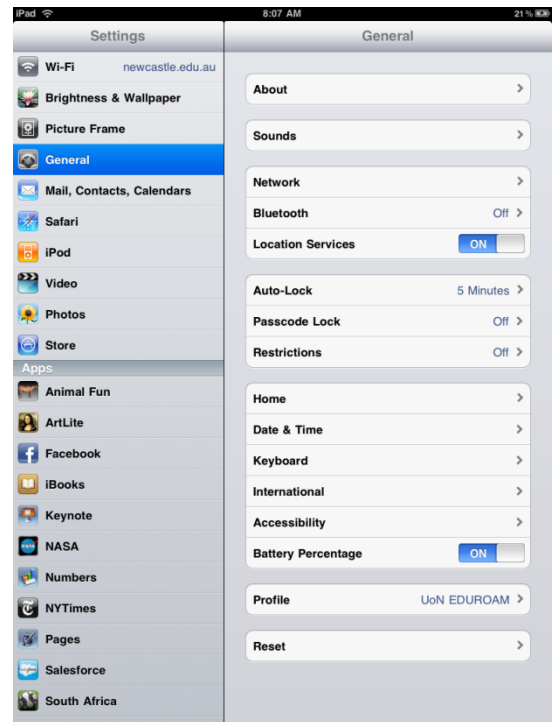 iPad 8:07 AM 21 %
Settings
Wi-Fi newcastle.edu.au
Brightness & Wallpaper
Picture Frame
General
Mail, Contacts, Calendars
Safari
iPod
Video
Photos
Store
Apps
Animal Fun
ArtLite
Facebook
iBooks
Keynote
NASA
Numbers
NYTimes
Pages
Salesforce
South Africa
General
About
Sounds
Network
Bluetooth Off
Location Services ON
Auto-Lock 5 Minutes
Passcode Lock Off
Restrictions Off
Home
Date & Time
Keyboard
International
Accessibility
Battery Percentage ON
Profile UoN EDUROAM
Reset